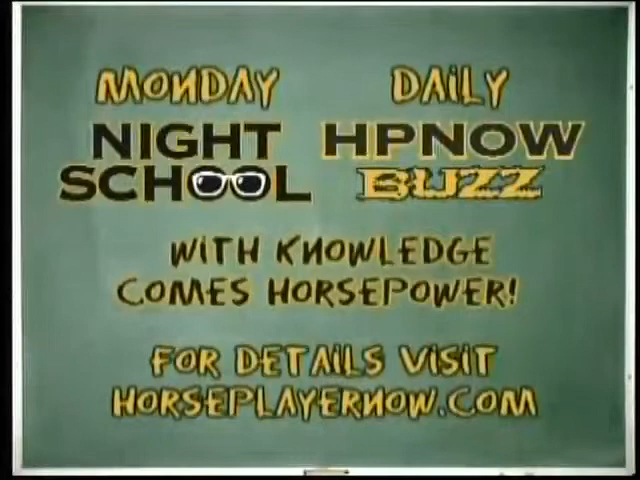 MONDAY
NIGHT
SCHOOL
DAILY
HPNOW
BUZZ
WITH KNOWLEDGE
COMES HORSEPOWER!
FOR DETAILS VISIT
HORSEPLAYERNOW.COM